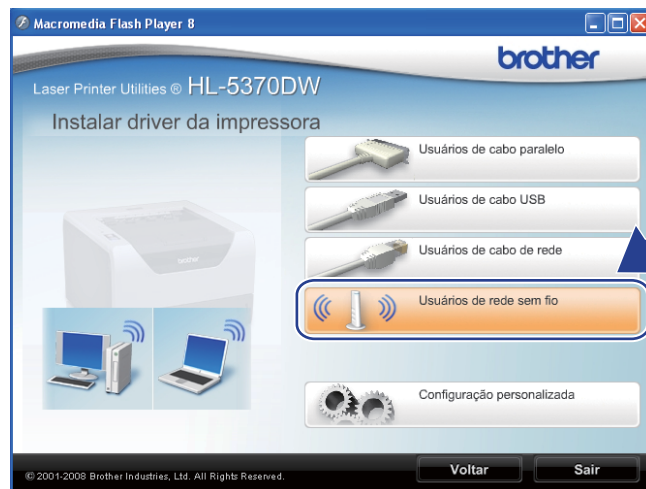 Macromedia Flash Player 8
brother
Laser Printer Utilities ® HL-5370DW
Instalar driver da impressora
Usuários de cabo paralelo
Usuários de cabo USB
Usuários de cabo de rede
Usuários de rede sem fio
Configuração personalizada
© 2001-2008 Brother Industries, Ltd. All Rights Reserved.
Voltar
Sair